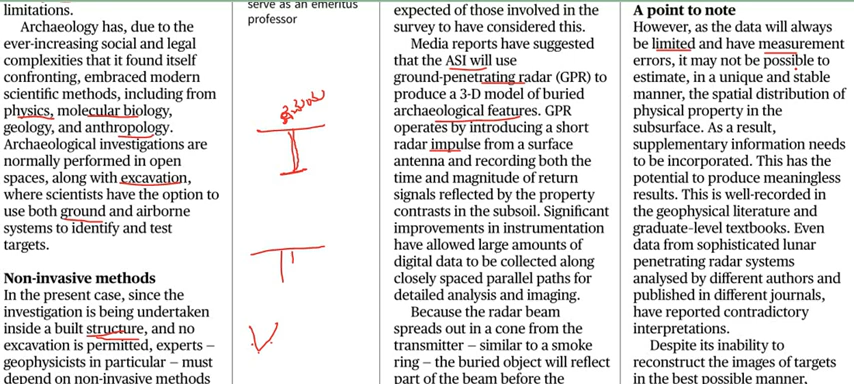 limitations.
Archaeology has, due to the
ever-increasing social and legal
complexities that it found itself
confronting, embraced modern
scientific methods, including from
physics, molecular biology,
geology, and anthropology.
Archaeological investigations are
normally performed in open
spaces, along with excavation,
where scientists have the option to
use both ground and airborne
systems to identify and test
targets.
Non-invasive methods
In the present case, since the
investigation is being undertaken
inside a built structure, and no
excavation is permitted, experts –
geophysicists in particular – must
depend on non-invasive methods
serve as an emeritus
professor
expected of those involved in the
survey to have considered this.
Media reports have suggested
that the ASI will use
ground-penetrating radar (GPR) to
produce a 3-D model of buried
archaeological features. GPR
operates by introducing a short
radar impulse from a surface
antenna and recording both the
time and magnitude of return
signals reflected by the property
contrasts in the subsoil. Significant
improvements in instrumentation
have allowed large amounts of
digital data to be collected along
closely spaced parallel paths for
detailed analysis and imaging.
Because the radar beam
spreads out in a cone from the
transmitter – similar to a smoke
ring – the buried object will reflect
part of the beam before the
A point to note
However, as the data will always
be limited and have measurement
errors, it may not be possible to
estimate, in a unique and stable
manner, the spatial distribution of
physical property in the
subsurface. As a result,
supplementary information needs
to be incorporated. This has the
potential to produce meaningless
results. This is well-recorded in
the geophysical literature and
graduate-level textbooks. Even
data from sophisticated lunar
penetrating radar systems
analysed by different authors and
published in different journals,
have reported contradictory
interpretations.
Despite its inability to
reconstruct the images of targets
in the best possible manner,